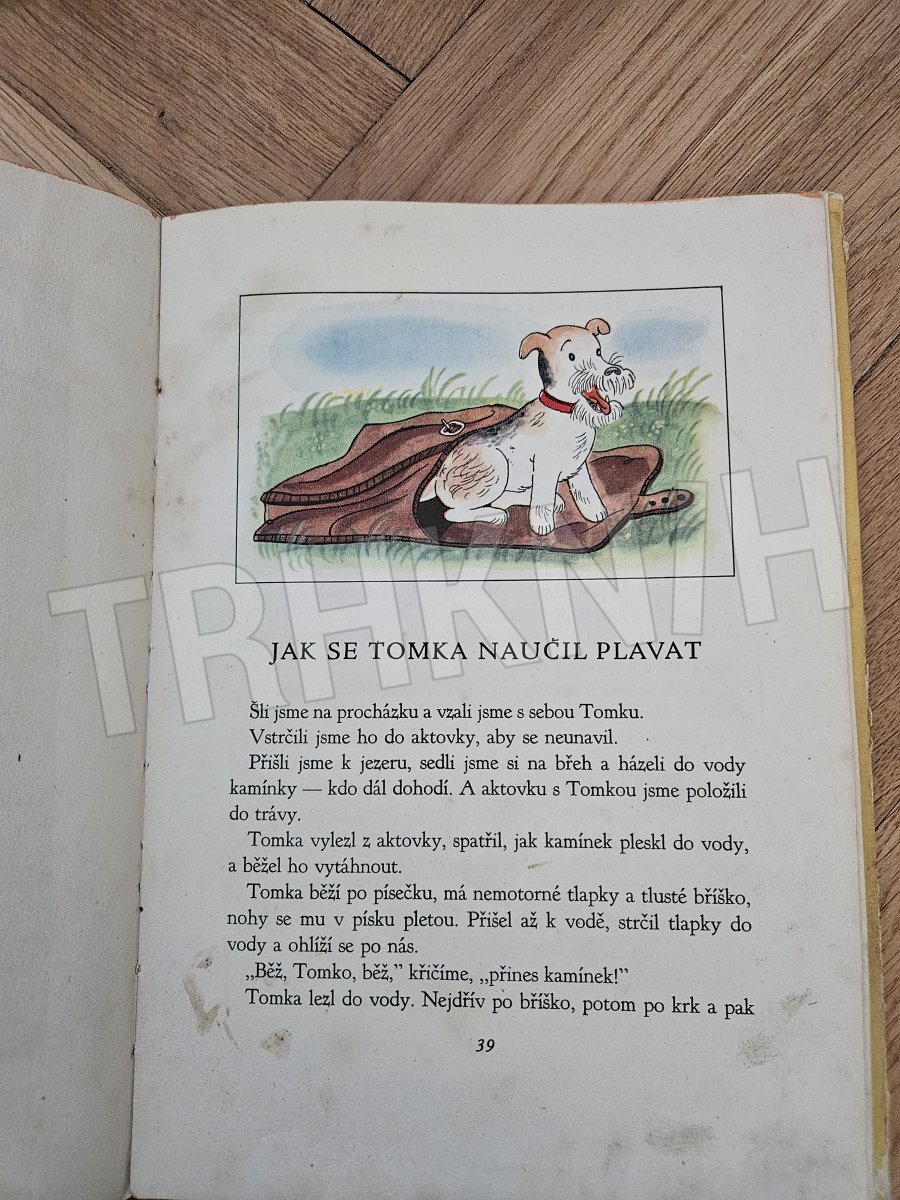 JAK SE TOMKA NAUČIL PLAVAT
Šli jsme na procházku a vzali jsme s sebou Tomku.
Vstrčili jsme ho do aktovky, aby se neunavil.
Přišli jsme k jezeru, sedli jsme si na břeh a házeli do vody
kamínky — kdo dál dohodí. A aktovku s Tomkou jsme položili
do trávy.
Tomka vylezl z aktovky, spatřil, jak kamínek pleskl do vody,
a běžel ho vytáhnout.
Tomka běží po písečku, má nemotorné tlapky a tlusté bříško,
nohy se mu v písku pletou. Přišel až k vodě, strčil tlapky do
vody a ohlíží se po nás.
„Běž, Tomko, běž,” křičíme, „přines kamínek!”
Tomka lezl do vody. Nejdřív po bříško, potom po krk a pak
39
TRHKNIH